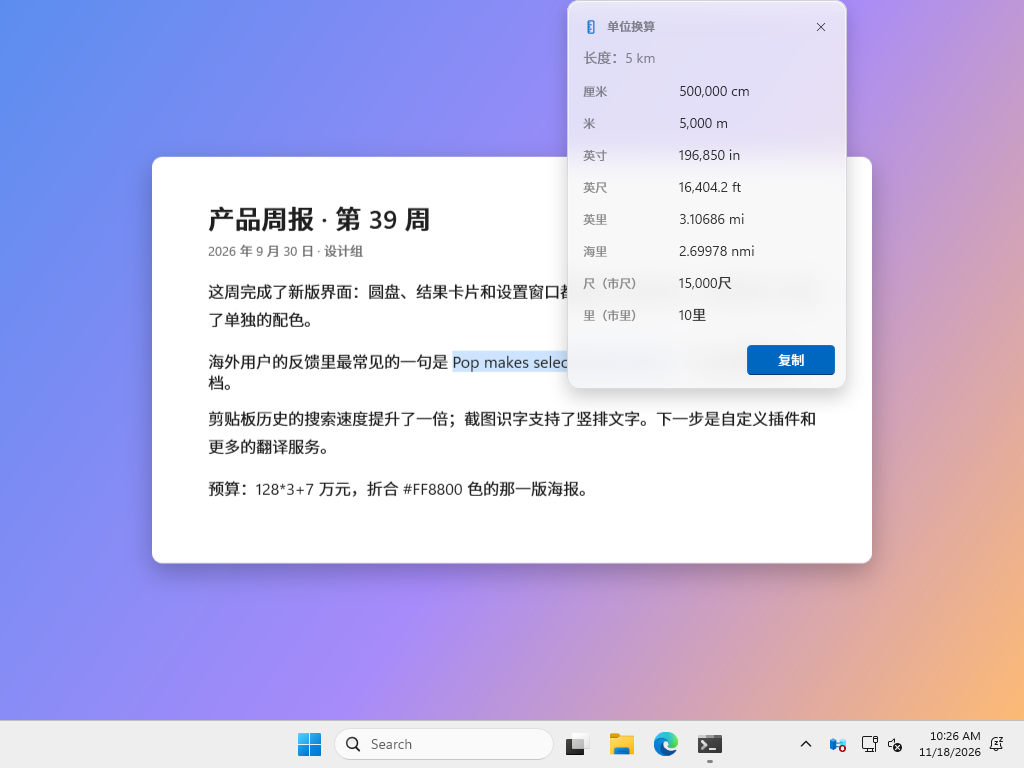 单位换算
长度：5 km
厘米 500,000 cm
米 5,000 m
英寸 196,850 in
英尺 16,404.2 ft
英里 3.10686 mi
海里 2.69978 nmi
尺（市尺） 15,000尺
里（市里） 10里
复制
产品周报 · 第 39 周
2026 年 9 月 30 日 · 设计组
这周完成了新版界面：圆盘、结果卡片和设置窗口
了单独的配色。
海外用户的反馈里最常见的一句是 Pop makes selec
档。
剪贴板历史的搜索速度提升了一倍；截图识字支持了竖排文字。下一步是自定义插件和
更多的翻译服务。
预算：128*3+7 万元，折合 #FF8800 色的那一版海报。
Search
10:26 AM
11/18/2026